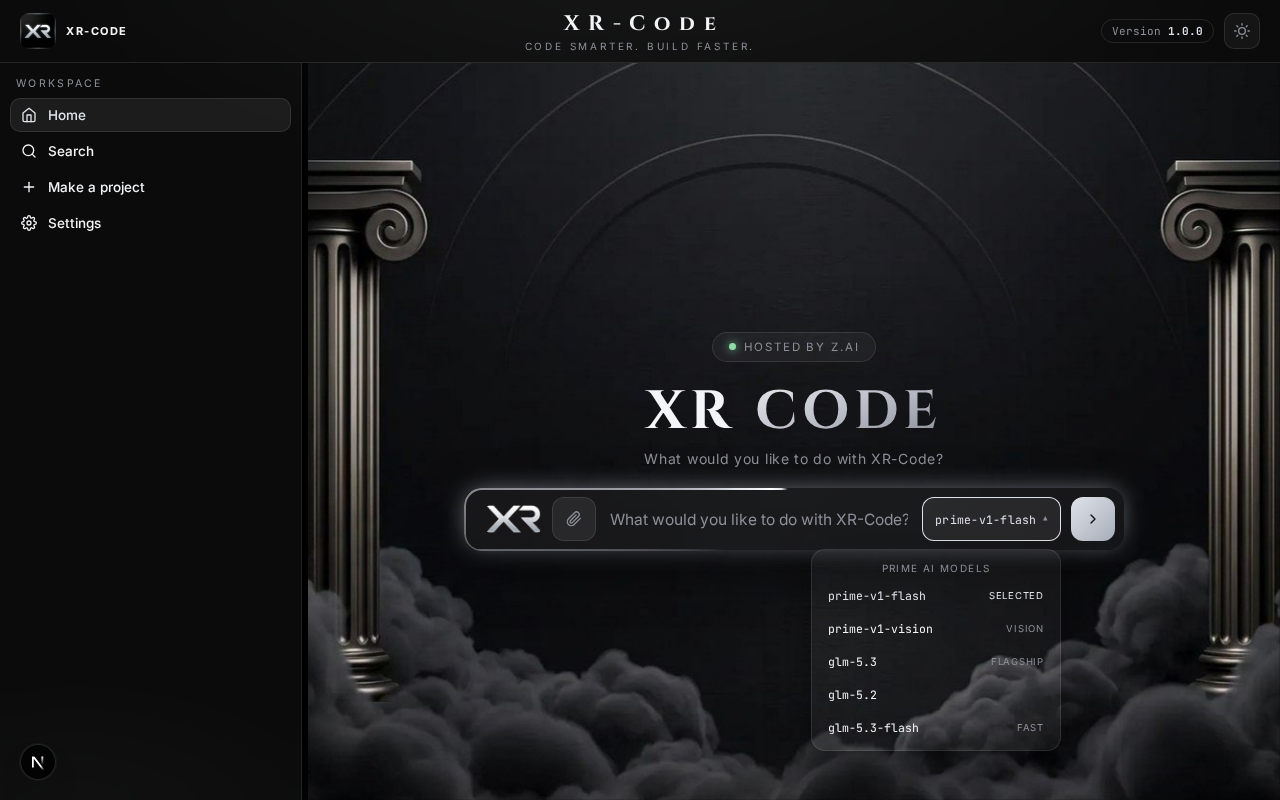 XR XR-CODE
XR-CODE
CODE SMARTER. BUILD FASTER.
Version 1.0.0
WORKSPACE
Home
Search
Make a project
Settings
HOSTED BY Z.AI
XR CODE
What would you like to do with XR-Code?
XR What would you like to do with XR-Code? prime-v1-flash
PRIME AI MODELS
prime-v1-flash SELECTED
prime-v1-vision VISION
glm-5.3 FLAGSHIP
glm-5.2
glm-5.3-flash FAST
N